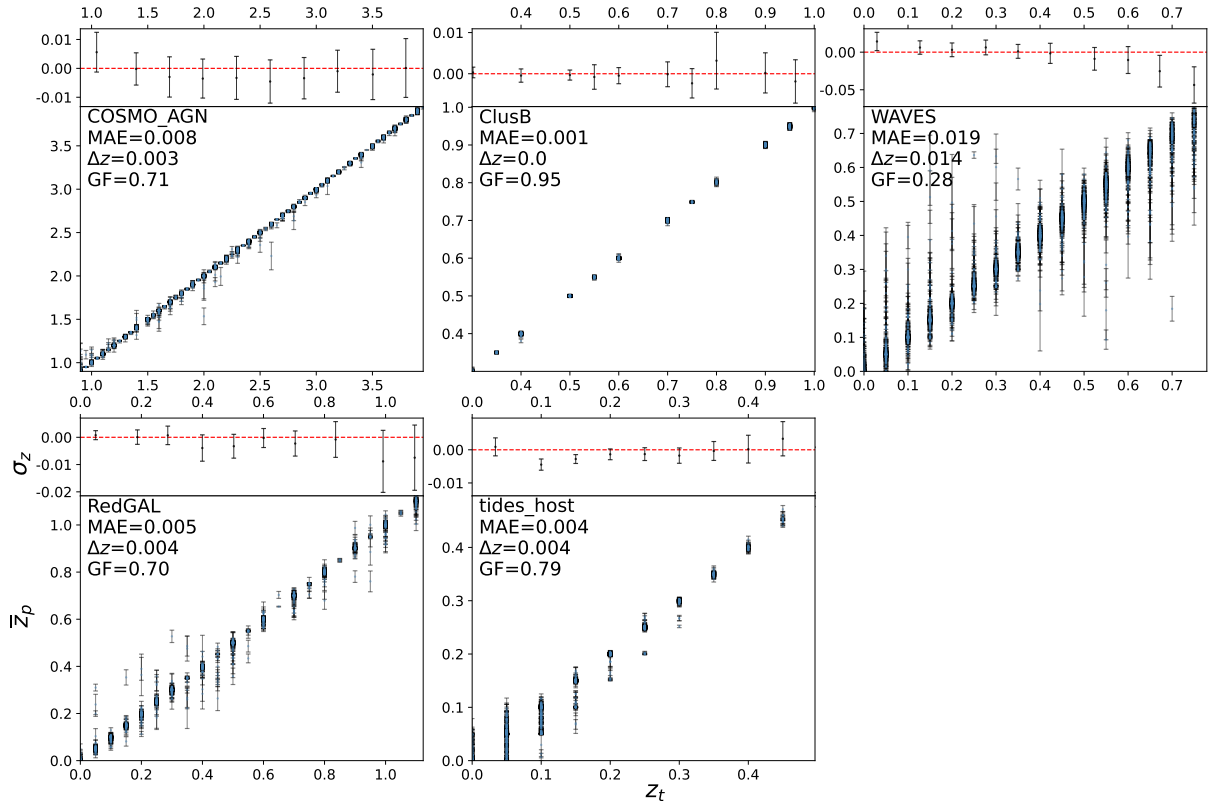 1.0 1.5 2.0 2.5 3.0 3.5
0.01
0.00
-0.01
COSMO_AGN
MAE=0.008
Δz=0.003
GF=0.71
3.5
3.0
2.5
2.0
1.5
1.0
1.0 1.5 2.0 2.5 3.0 3.5
0.4 0.5 0.6 0.7 0.8 0.9 1.0
0.01
0.00
ClusB
MAE=0.001
Δz=0.0
GF=0.95
1.0
0.9
0.8
0.7
0.6
0.5
0.4
0.4 0.5 0.6 0.7 0.8 0.9 1.0
0.0 0.1 0.2 0.3 0.4 0.5 0.6 0.7
0.00
-0.05
WAVES
MAE=0.019
Δz=0.014
GF=0.28
0.7
0.6
0.5
0.4
0.3
0.2
0.1
0.0
0.0 0.1 0.2 0.3 0.4 0.5 0.6 0.7
0.0 0.2 0.4 0.6 0.8 1.0
0.00
-0.01
-0.02
σz
RedGAL
MAE=0.005
Δz=0.004
GF=0.70
1.0
0.8
0.6
0.4
0.2
0.0
z̅p
0.0 0.2 0.4 0.6 0.8 1.0
0.0 0.1 0.2 0.3 0.4
0.00
-0.01
tides_host
MAE=0.004
Δz=0.004
GF=0.79
0.4
0.3
0.2
0.1
0.0
0.0 0.1 0.2 0.3 0.4
zt